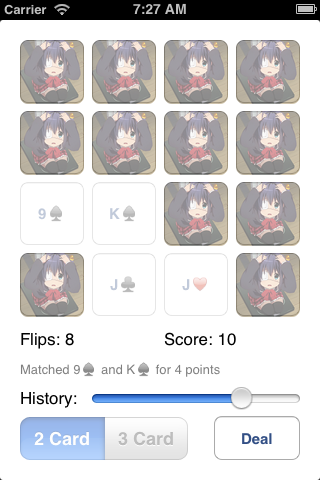 Carrier 7:27 AM
9♠ K♠
J♣ J♥
Flips: 8 Score: 10
Matched 9♠ and K♠ for 4 points
History:
2 Card 3 Card Deal